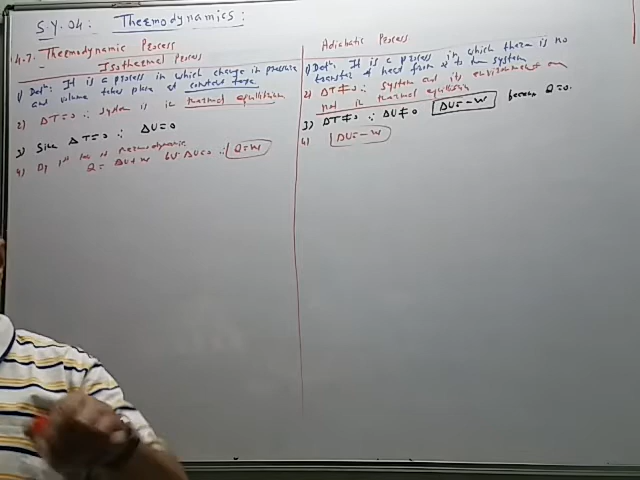 S.Y. 04. Thermodynamics:
4.7. Thermodynamic Process
Isothermal Process
1) Defn: It is a process in which change in pressure
and volume takes place at constant temp.
2) ΔT=0 ∴ System is in thermal equilibrium
3) Since ΔT=0 ∴ ΔU=0
4) By 1st law of thermodynamics
Q = ΔU+W but ΔU=0 ∴ Q=W
Adiabatic Process
1) Defn: It is a process in which there is no
transfer of heat from or to the system
2) ΔT≠0 ∴ System and its environment are
not in thermal equilibrium
3) ΔT≠0 ∴ ΔU≠0 ΔU=-W because Q=0.
4) ΔU=-W